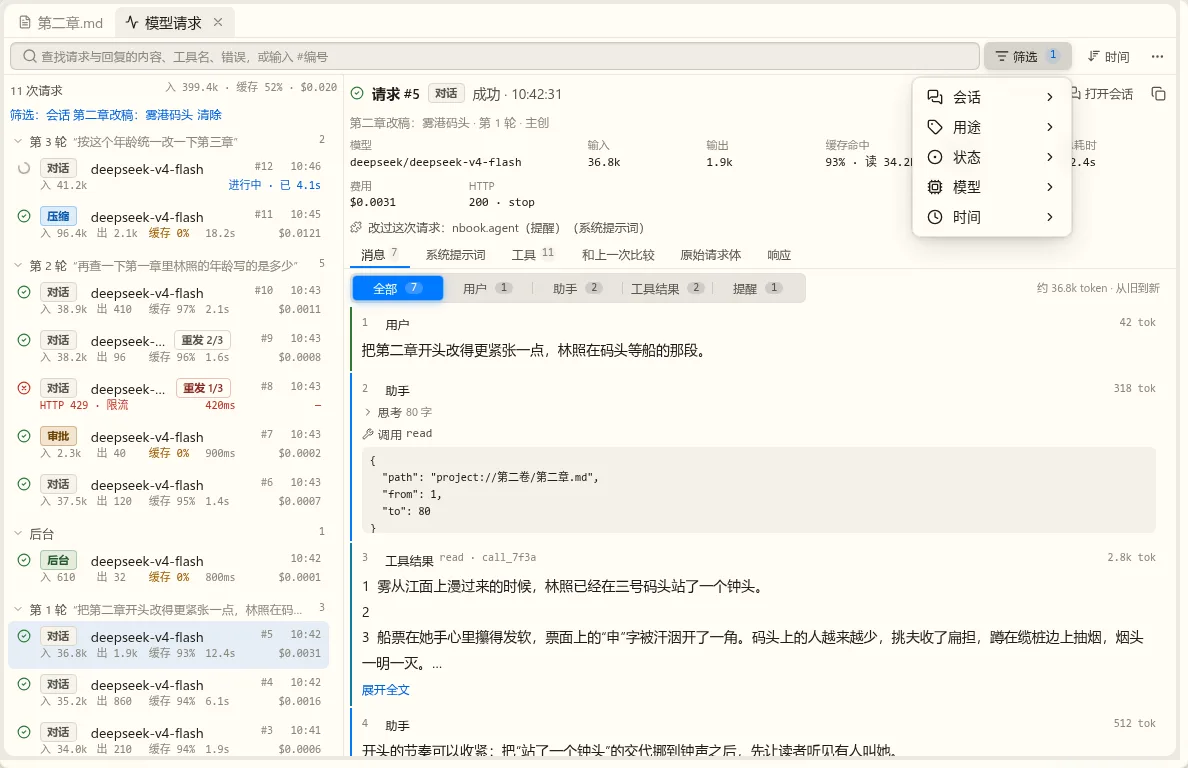 第二章.md
模型请求
查找请求与回复的内容、工具名、错误，或输入 #编号
筛选 1
时间
11 次请求
入 399.4k · 缓存 52% · $0.020
筛选：会话 第二章改稿：雾港码头 清除
第 3 轮 “按这个年龄统一改一下第三章” 2
对话 deepseek-v4-flash #12 10:46
入 41.2k 进行中 · 已 4.1s
压缩 deepseek-v4-flash #11 10:45
入 96.4k 出 2.1k 缓存 0% 18.2s $0.0121
第 2 轮 “再查一下第一章里林照的年龄写的是多少” 5
对话 deepseek-v4-flash #10 10:43
入 38.9k 出 410 缓存 97% 2.1s $0.0011
对话 deepseek-... 重发 2/3 #9 10:43
入 38.2k 出 96 缓存 96% 1.6s $0.0008
对话 deepseek-... 重发 1/3 #8 10:43
HTTP 429 · 限流 420ms —
审批 deepseek-v4-flash #7 10:43
入 2.3k 出 40 缓存 0% 900ms $0.0002
对话 deepseek-v4-flash #6 10:43
入 37.5k 出 120 缓存 95% 1.4s $0.0007
后台 1
后台 deepseek-v4-flash 10:42
入 610 出 32 缓存 0% 800ms $0.0001
第 1 轮 “把第二章开头改得更紧张一点，林照在码... 3
对话 deepseek-v4-flash #5 10:42
入 36.8k 出 1.9k 缓存 93% 12.4s $0.0031
对话 deepseek-v4-flash #4 10:42
入 35.2k 出 860 缓存 94% 6.1s $0.0016
对话 deepseek-v4-flash #3 10:41
入 34.0k 出 210 缓存 94% 1.9s $0.0006
请求 #5 对话 成功 · 10:42:31
打开会话
第二章改稿：雾港码头 · 第 1 轮 · 主创
模型 输入 输出 缓存命中 耗时
deepseek/deepseek-v4-flash 36.8k 1.9k 93% · 读 34.2 2.4s
费用 HTTP
$0.0031 200 · stop
改过这次请求：nbook.agent（提醒）（系统提示词）
会话
用途
状态
模型
时间
消息 7 系统提示词 工具 11 和上一次比较 原始请求体 响应
全部 7 用户 1 助手 2 工具结果 2 提醒 1
约 36.8k token · 从旧到新
1 用户 42 tok
把第二章开头改得更紧张一点，林照在码头等船的那段。
2 助手 318 tok
思考 80 字
调用 read
{
"path": "project://第二卷/第二章.md",
"from": 1,
"to": 80
}
3 工具结果 read · call_7f3a 2.8k tok
1 雾从江面上漫过来的时候，林照已经在三号码头站了一个钟头。
2
3 船票在她手心里攥得发软，票面上的“申”字被汗洇开了一角。码头上的人越来越少，挑夫收了扁担，蹲在缆桩边上抽烟，烟头
一明一灭。…
展开全文
4 助手 512 tok
开头的节奏可以收紧：把“站了一个钟头”的交代挪到钟声之后，先让读者听见有人叫她。